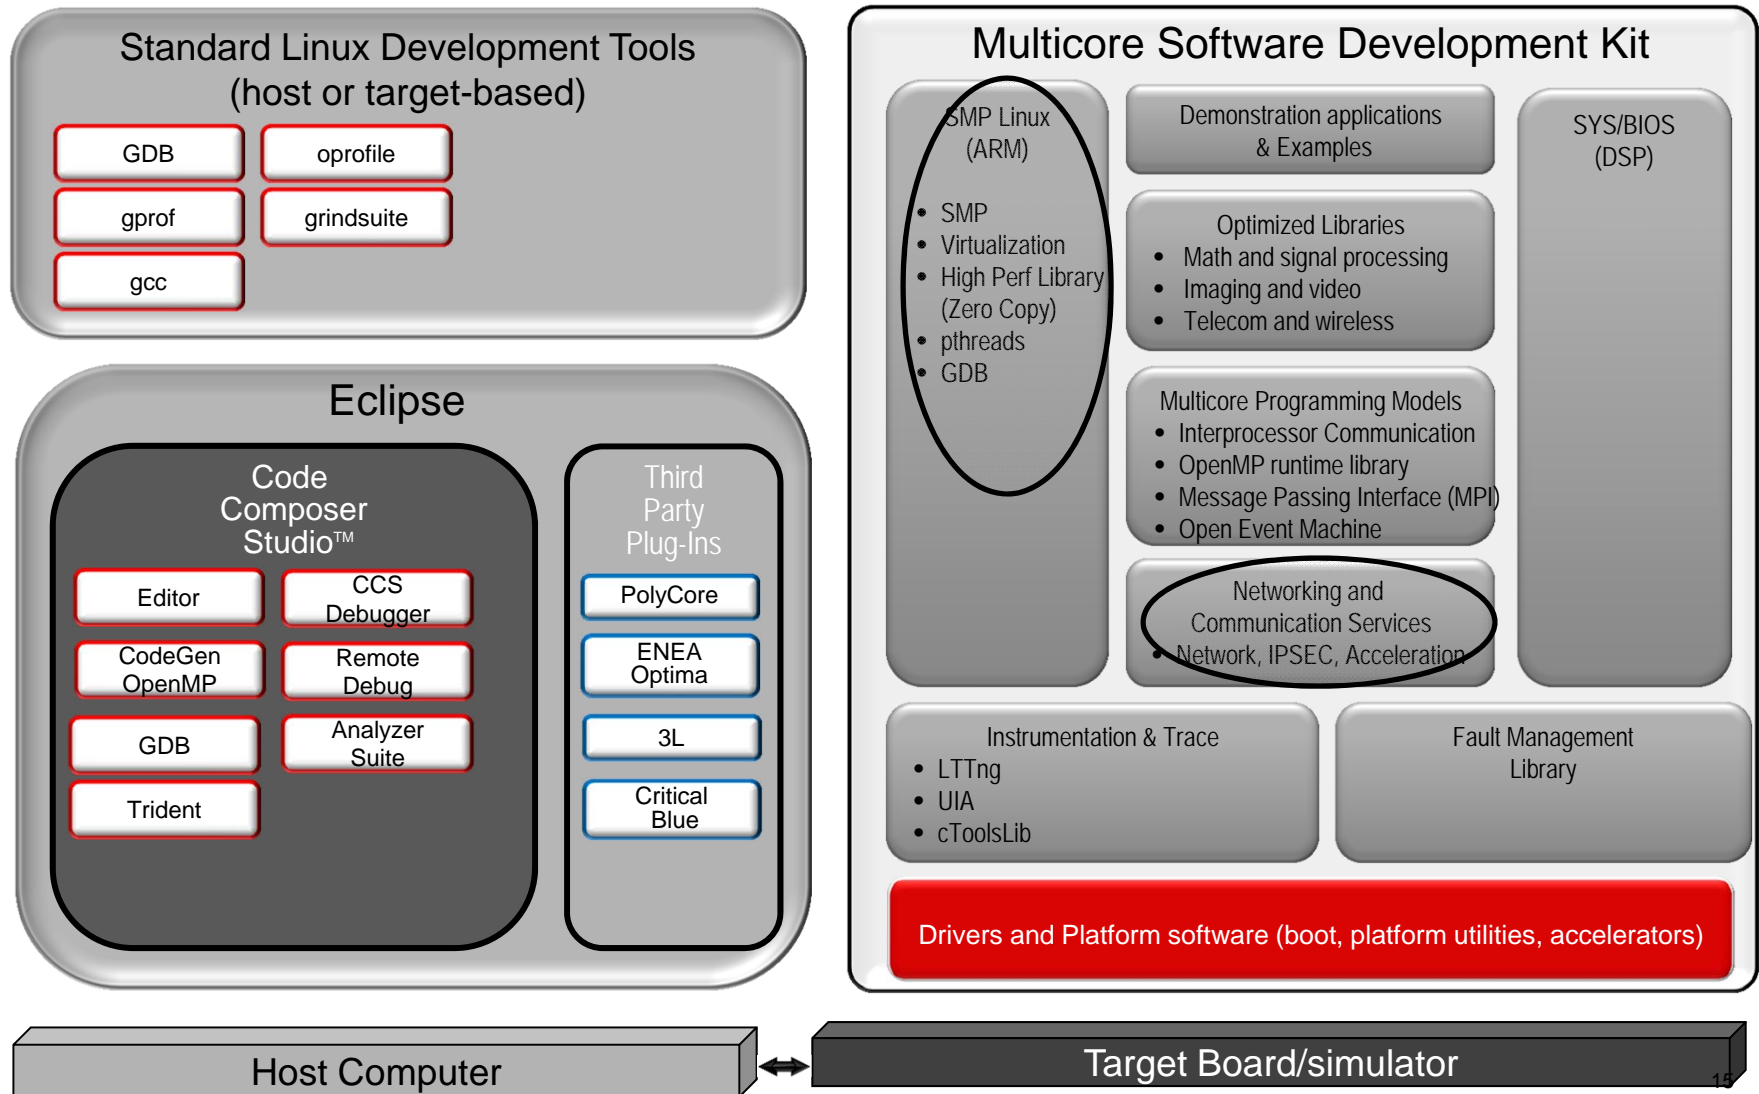 Standard Linux Development Tools
(host or target-based)
GDB
oprofile
gprof
grindsuite
gcc
Eclipse
Code
Composer
Studio™
Editor
CCS
Debugger
CodeGen
OpenMP
Remote
Debug
GDB
Analyzer
Suite
Trident
Third
Party
Plug-Ins
PolyCore
ENEA
Optima
3L
Critical
Blue
Multicore Software Development Kit
SMP Linux
(ARM)
• SMP
• Virtualization
• High Perf Library
(Zero Copy)
• pthreads
• GDB
Demonstration applications
& Examples
Optimized Libraries
• Math and signal processing
• Imaging and video
• Telecom and wireless
Multicore Programming Models
• Interprocessor Communication
• OpenMP runtime library
• Message Passing Interface (MPI)
• Open Event Machine
Networking and
Communication Services
• Network, IPSEC, Acceleration
SYS/BIOS
(DSP)
Instrumentation & Trace
• LTTng
• UIA
• cToolsLib
Fault Management
Library
Drivers and Platform software (boot, platform utilities, accelerators)
Host Computer
Target Board/simulator
15